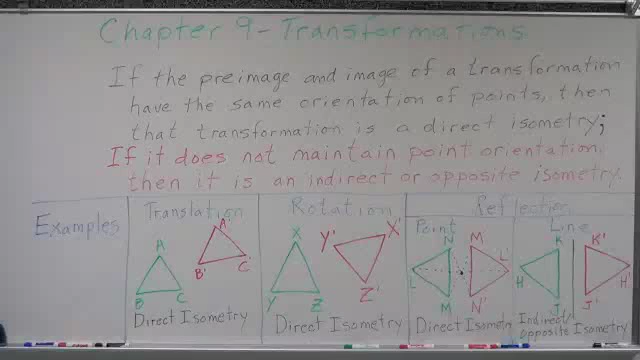 Chapter 9 - Transformations
If the preimage and image of a transformation
have the same orientation of points, then
that transformation is a direct isometry;
If it does not maintain point orientation,
then it is an indirect or opposite isometry.
Examples
Translation
A
B
C
A'
B'
C'
Direct Isometry
Rotation
X
Y
Z
Y'
X'
Z'
Direct Isometry
Reflection
Point
N
L
M
M
L'
N'
Direct Isometry
Line
K
H
J
K'
H'
J'
Indirect/
Opposite Isometry